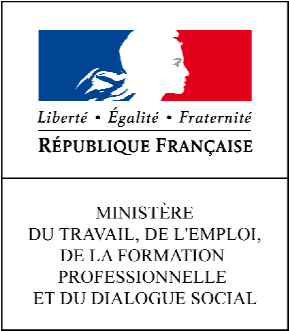 Liberté • Égalité • Fraternité
RÉPUBLIQUE FRANÇAISE
MINISTÈRE
DU TRAVAIL, DE L'EMPLOI,
DE LA FORMATION
PROFESSIONNELLE
ET DU DIALOGUE SOCIAL